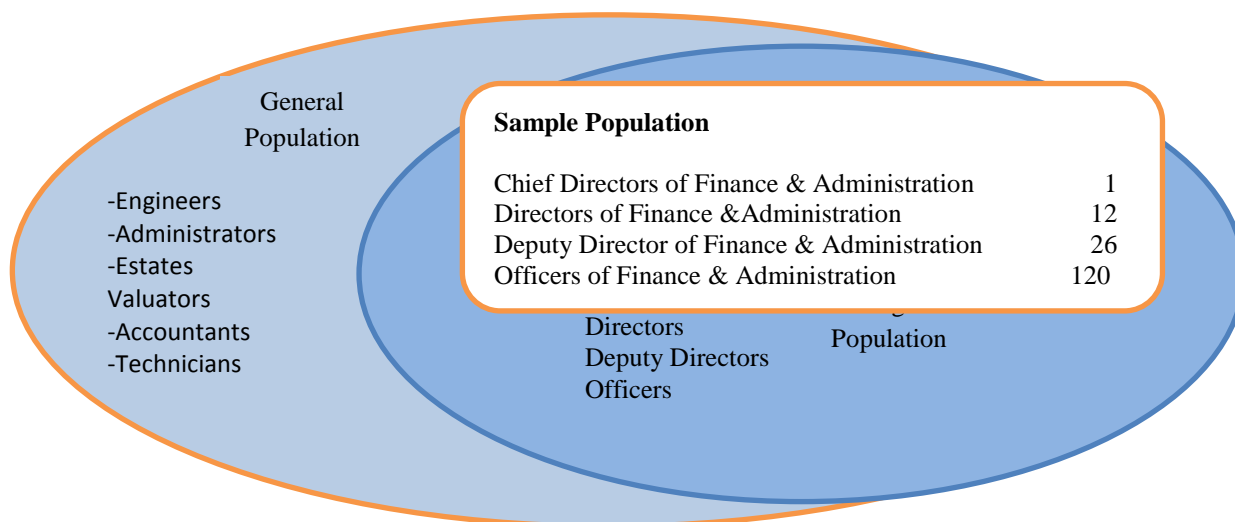 General
Population
-Engineers
-Administrators
-Estates
Valuators
-Accountants
-Technicians
Sample Population
Chief Directors of Finance & Administration 1
Directors of Finance &Administration 12
Deputy Director of Finance & Administration 26
Officers of Finance & Administration 120
Directors
Deputy Directors
Officers
Population